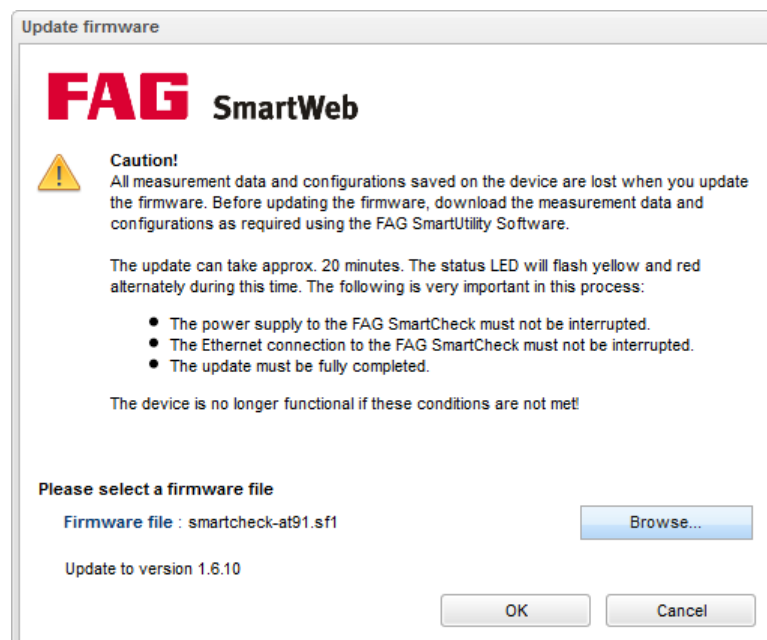 Update firmware
FAG SmartWeb
Caution!
All measurement data and configurations saved on the device are lost when you update
the firmware. Before updating the firmware, download the measurement data and
configurations as required using the FAG SmartUtility Software.
The update can take approx. 20 minutes. The status LED will flash yellow and red
alternately during this time. The following is very important in this process:
● The power supply to the FAG SmartCheck must not be interrupted.
● The Ethernet connection to the FAG SmartCheck must not be interrupted.
● The update must be fully completed.
The device is no longer functional if these conditions are not met!
Please select a firmware file
Firmware file : smartcheck-at91.sf1 Browse...
Update to version 1.6.10
OK Cancel